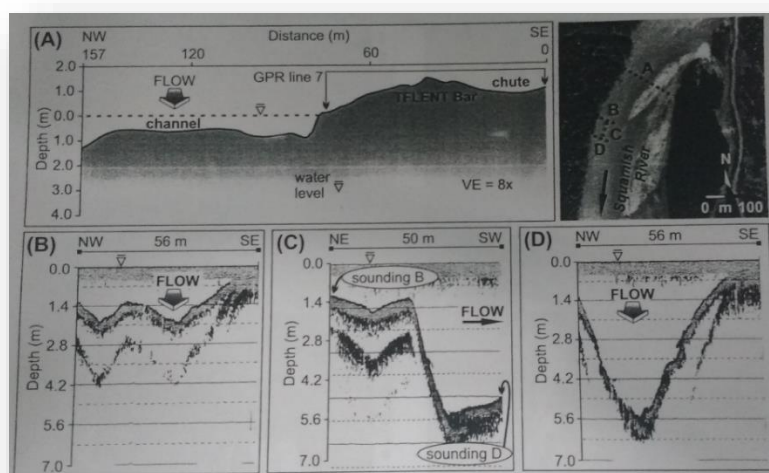 (A)
NW Distance (m) SE
157 120 60 0
2.0
1.0
0.0
1.0
2.0
3.0
4.0
Depth (m)
FLOW
GPR line 7
chute
TFLENT Bar
channel
water
level
VE = 8x
A
B
C
D
Squamish
River
N
0 m 100
(B)
NW 56 m SE
0.0
1.4
2.8
4.2
5.6
7.0
Depth (m)
FLOW
(C)
NE 50 m SW
0.0
1.4
2.8
4.2
5.6
7.0
Depth (m)
sounding B
FLOW
sounding D
(D)
NW 56 m SE
0.0
1.4
2.8
4.2
5.6
7.0
Depth (m)
FLOW